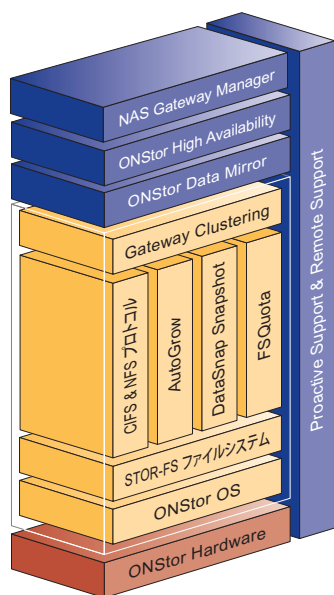 NAS Gateway Manager
ONStor High Availability
ONStor Data Mirror
Gateway Clustering
CIFS & NFS プロトコル
AutoGrow
DataSnap Snapshot
FSQuota
STOR-FS ファイルシステム
ONStor OS
ONStor Hardware
Proactive Support & Remote Support